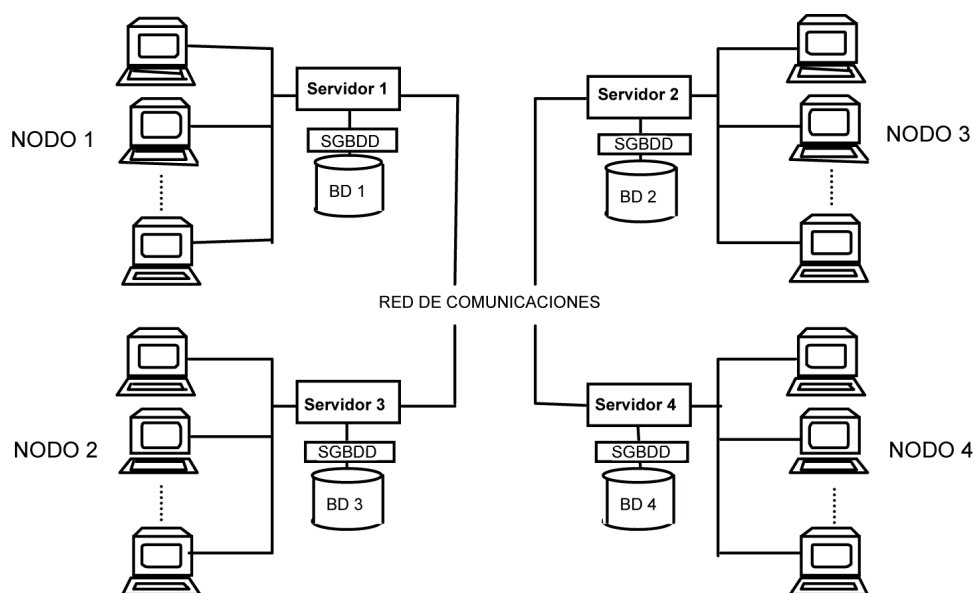 NODO 1
Servidor 1
SGBDD
BD 1
Servidor 2
SGBDD
BD 2
NODO 3
RED DE COMUNICACIONES
NODO 2
Servidor 3
SGBDD
BD 3
Servidor 4
SGBDD
BD 4
NODO 4